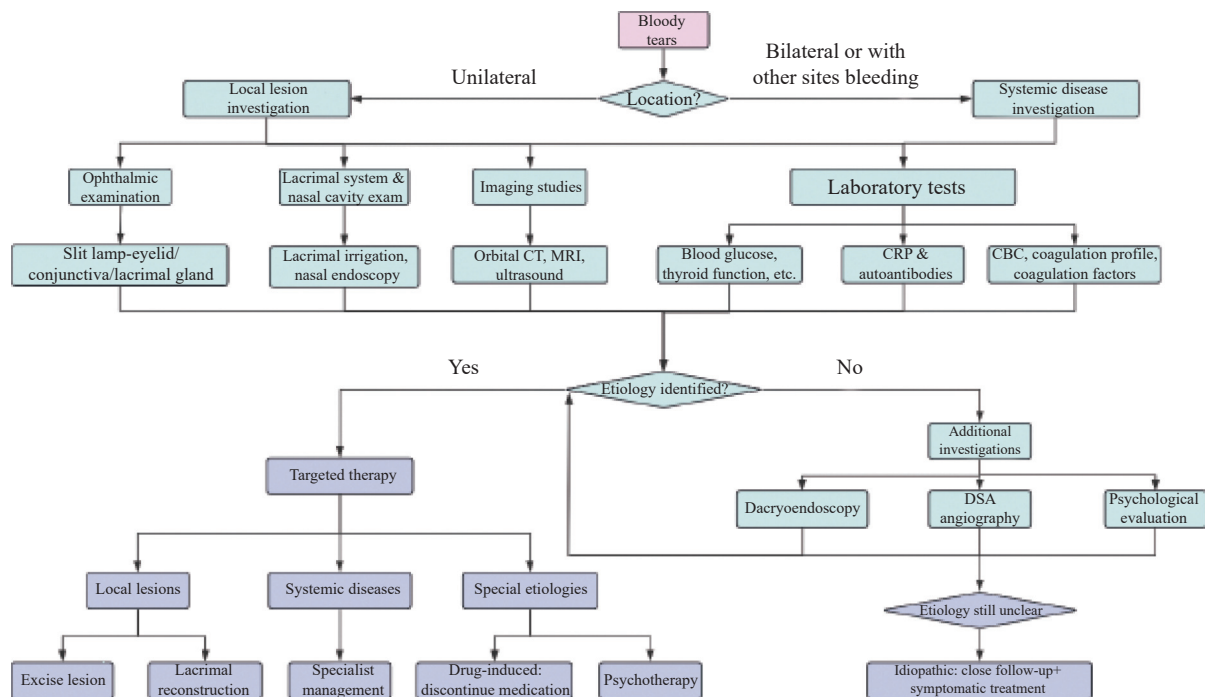 Bloody
tears
Unilateral
Bilateral or with
other sites bleeding
Local lesion
investigation
Location?
Systemic disease
investigation
Ophthalmic
examination
Lacrimal system &
nasal cavity exam
Imaging studies
Laboratory tests
Slit lamp-eyelid/
conjunctiva/lacrimal gland
Lacrimal irrigation,
nasal endoscopy
Orbital CT, MRI,
ultrasound
Blood glucose,
thyroid function, etc.
CRP &
autoantibodies
CBC, coagulation profile,
coagulation factors
Yes
Etiology identified?
No
Additional
investigations
Targeted therapy
Dacryoendoscopy
DSA
angiography
Psychological
evaluation
Local lesions
Systemic diseases
Special etiologies
Etiology still unclear
Excise lesion
Lacrimal
reconstruction
Specialist
management
Drug-induced:
discontinue medication
Psychotherapy
Idiopathic: close follow-up+
symptomatic treatment